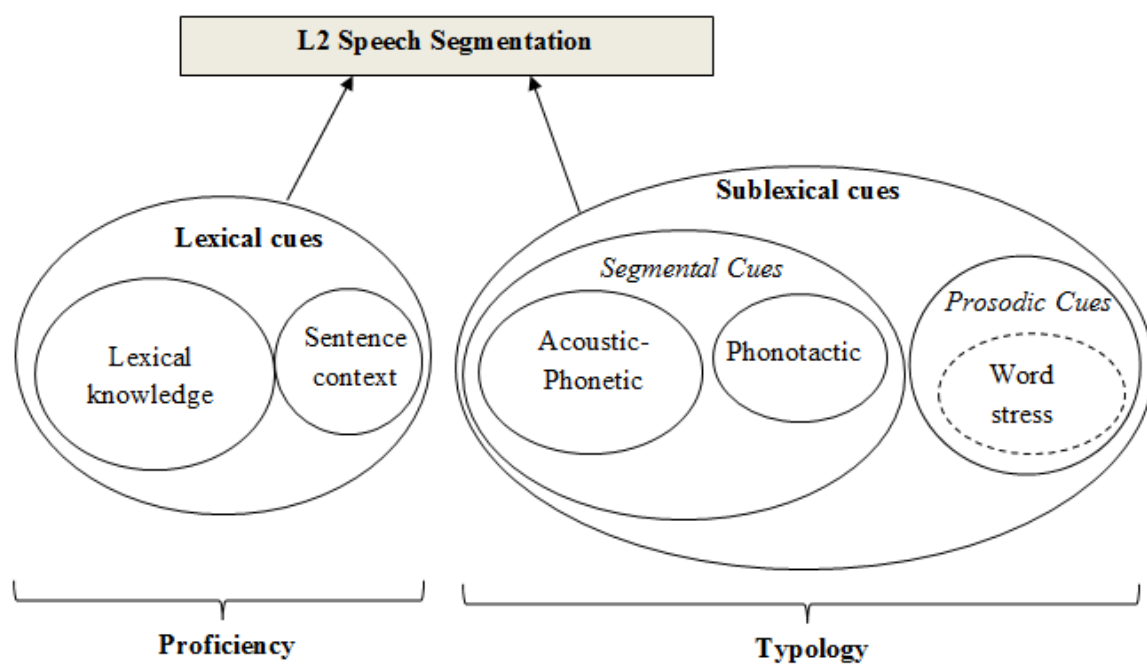 L2 Speech Segmentation
Lexical cues
Lexical
knowledge
Sentence
context
Sublexical cues
Segmental Cues
Acoustic-
Phonetic
Phonotactic
Prosodic Cues
Word
stress
Proficiency
Typology